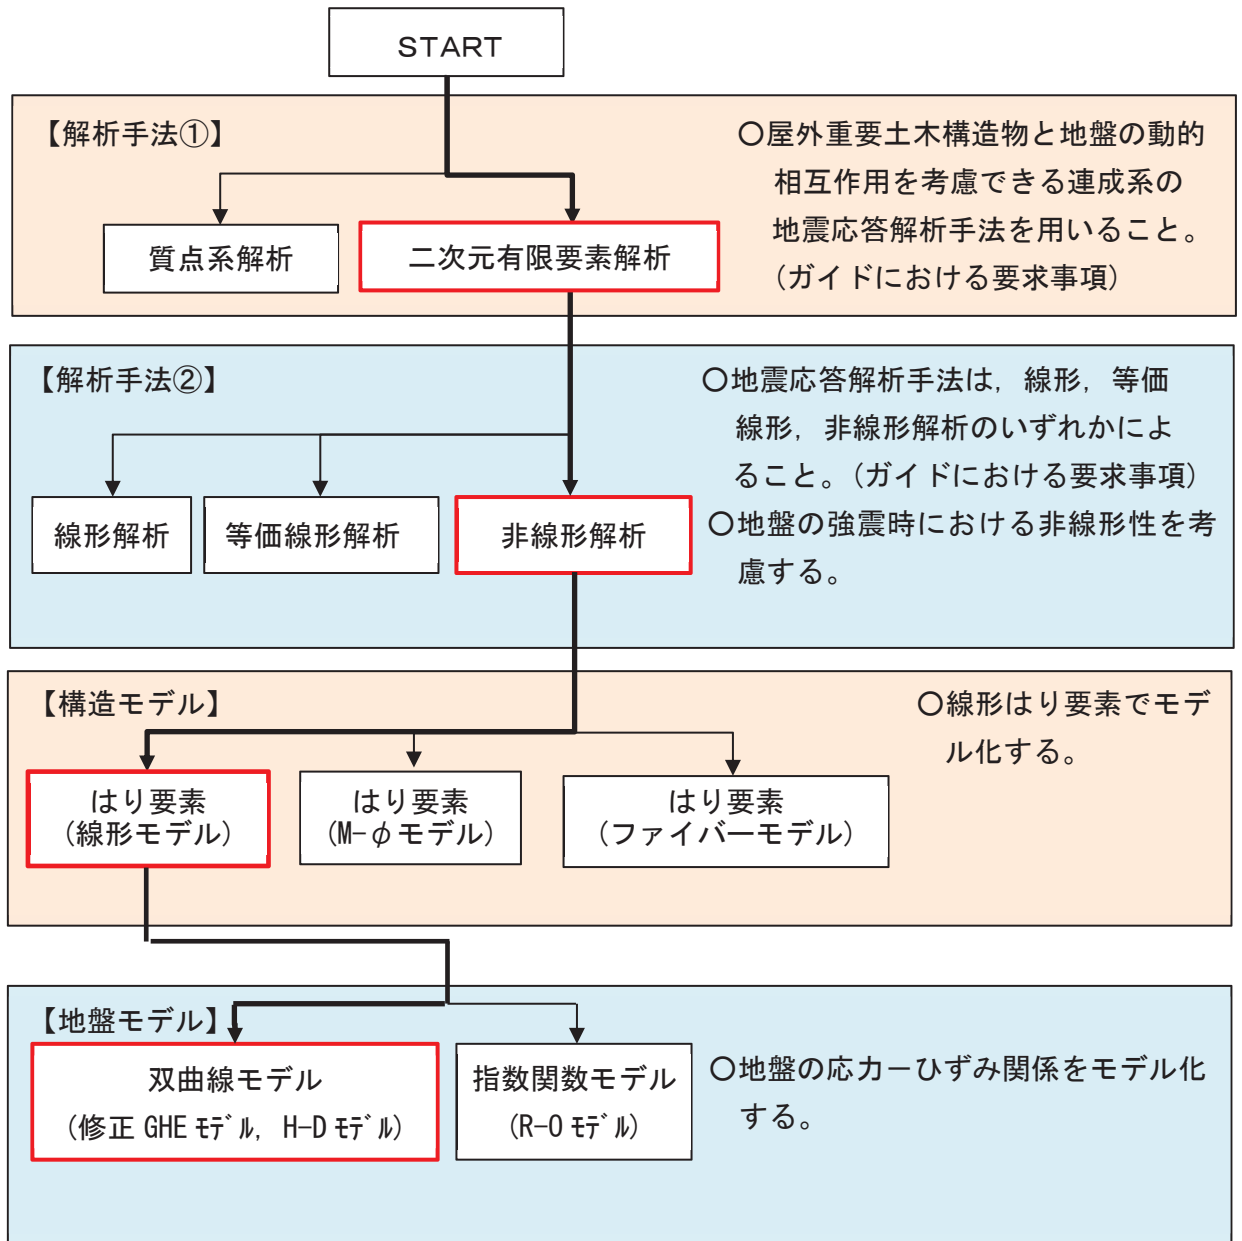 START
【解析手法①】
質点系解析
二次元有限要素解析
〇屋外重要土木構造物と地盤の動的
相互作用を考慮できる連成系の
地震応答解析手法を用いること。
(ガイドにおける要求事項)
【解析手法②】
線形解析
等価線形解析
非線形解析
〇地震応答解析手法は，線形，等価
線形，非線形解析のいずれかによ
ること。(ガイドにおける要求事項)
〇地盤の強震時における非線形性を考
慮する。
【構造モデル】
はり要素
(線形モデル)
はり要素
(M-φモデル)
はり要素
(ファイバーモデル)
〇線形はり要素でモデ
ル化する。
【地盤モデル】
双曲線モデル
(修正 GHE ﾓﾃﾞﾙ，H-D ﾓﾃﾞﾙ)
指数関数モデル
(R-O ﾓﾃﾞﾙ)
〇地盤の応力－ひずみ関係をモデル化
する。